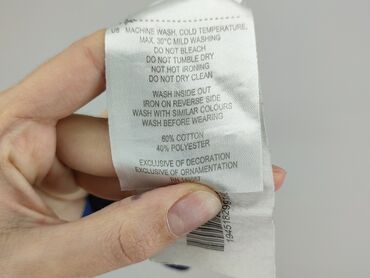 US MACHINE WASH, COLD TEMPERATURE,
MAX. 30°C MILD WASHING
DO NOT BLEACH
DO NOT TUMBLE DRY
NOT HOT IRONING
DO NOT DRY CLEAN
WASH INSIDE OUT
IRON ON REVERSE SIDE
WASH WITH SIMILAR COLOURS
WASH BEFORE WEARING
60% COTTON
40% POLYESTER
EXCLUSIVE OF DECORATION
EXCLUSIVE OF ORNAMENTATION